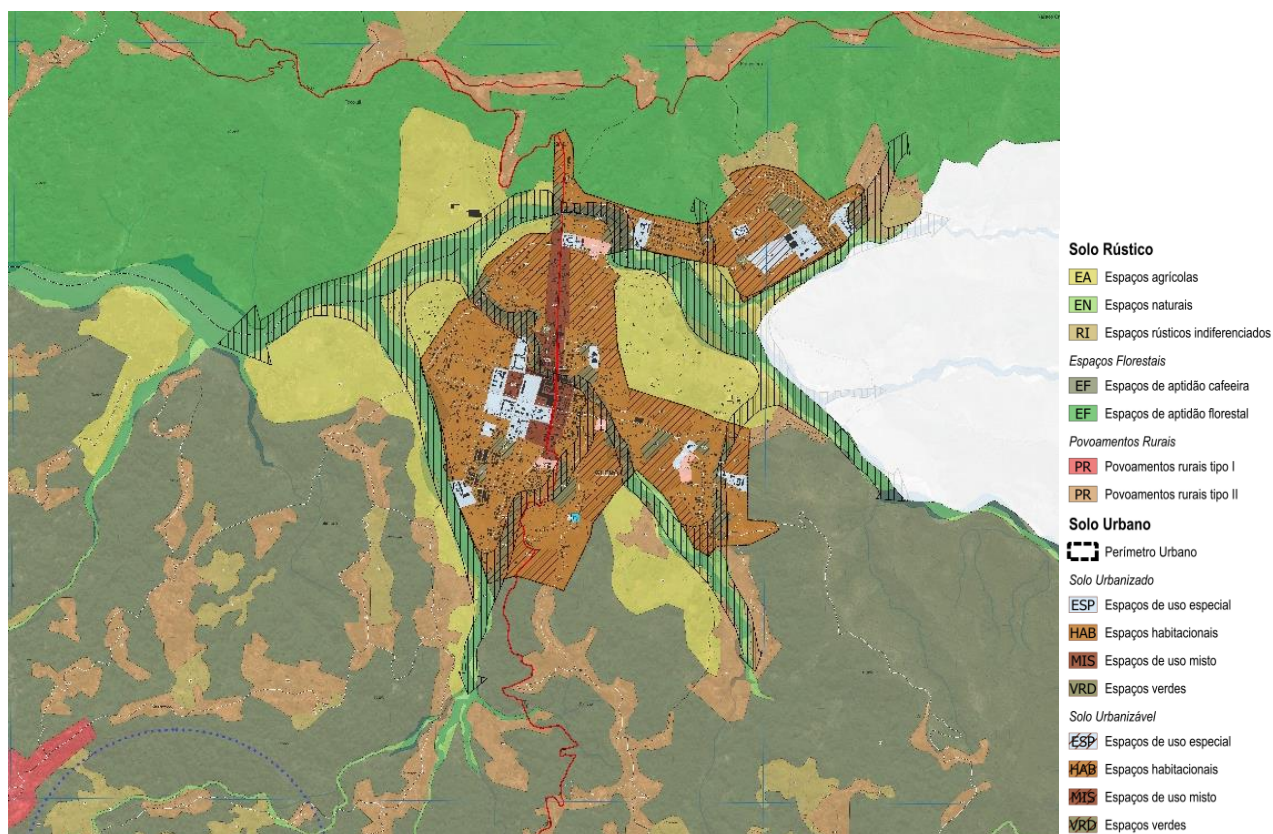 Solo Rústico
EA Espaços agrícolas
EN Espaços naturais
RI Espaços rústicos indiferenciados
Espaços Florestais
EF Espaços de aptidão cafeeira
EF Espaços de aptidão florestal
Povoamentos Rurais
PR Povoamentos rurais tipo I
PR Povoamentos rurais tipo II
Solo Urbano
Perímetro Urbano
Solo Urbanizado
ESP Espaços de uso especial
HAB Espaços habitacionais
MIS Espaços de uso misto
VRD Espaços verdes
Solo Urbanizável
ESP Espaços de uso especial
HAB Espaços habitacionais
MIS Espaços de uso misto
VRD Espaços verdes